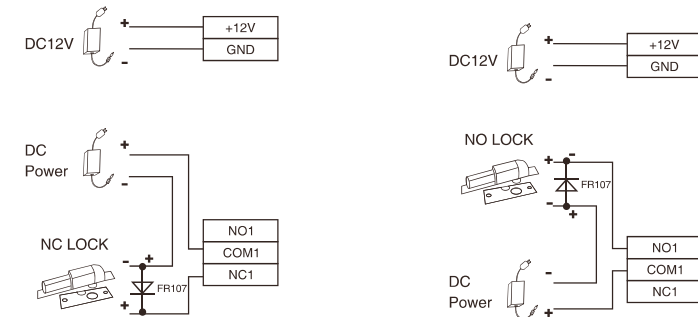 DC12V
+
-
+12V
GND
DC
Power
+
-
NC LOCK
-
+
+
FR107
NO1
COM1
NC1
DC12V
+
-
+12V
GND
NO LOCK
+
-
-
+
FR107
DC
Power
-
+
NO1
COM1
NC1